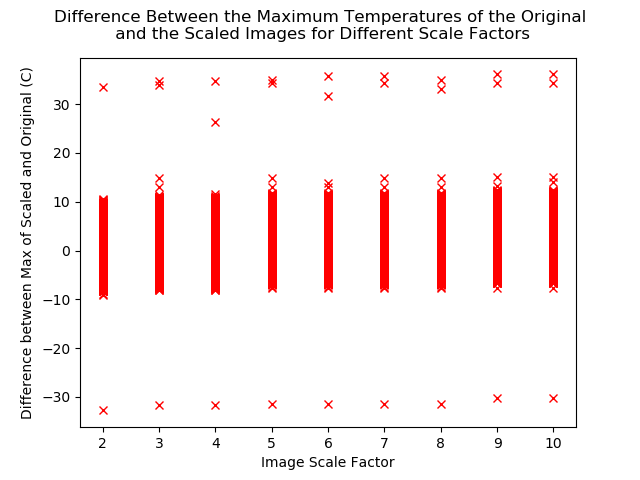 Difference Between the Maximum Temperatures of the Original
and the Scaled Images for Different Scale Factors
Difference between Max of Scaled and Original (C)
30
20
10
0
−10
−20
−30
2 3 4 5 6 7 8 9 10
Image Scale Factor